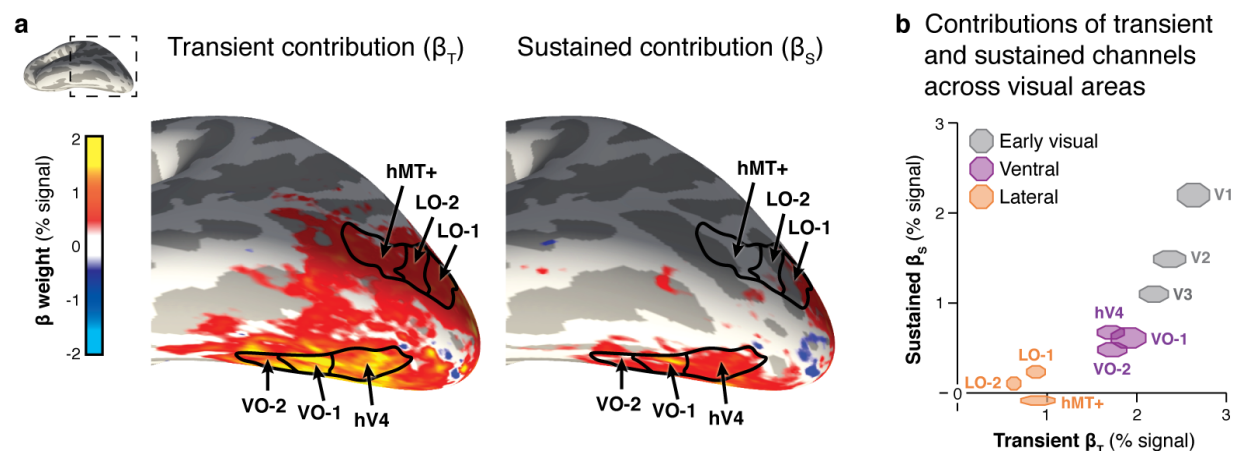 a
Transient contribution (βT)
Sustained contribution (βS)
2
1
0
-1
-2
β weight (% signal)
hMT+
LO-2
LO-1
VO-2
VO-1
hV4
hMT+
LO-2
LO-1
VO-2
VO-1
hV4
b Contributions of transient
and sustained channels
across visual areas
Early visual
Ventral
Lateral
3
2
1
0
Sustained βS (% signal)
V1
V2
V3
hV4
VO-1
VO-2
LO-1
LO-2
hMT+
1
2
3
Transient βT (% signal)